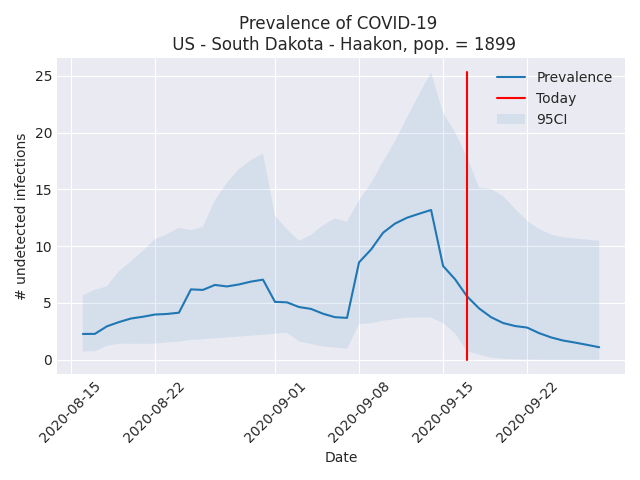 Prevalence of COVID-19
US - South Dakota - Haakon, pop. = 1899
25
20
15
10
5
0
# undetected infections
Prevalence
Today
95CI
2020-08-15
2020-08-22
2020-09-01
2020-09-08
2020-09-15
2020-09-22
Date